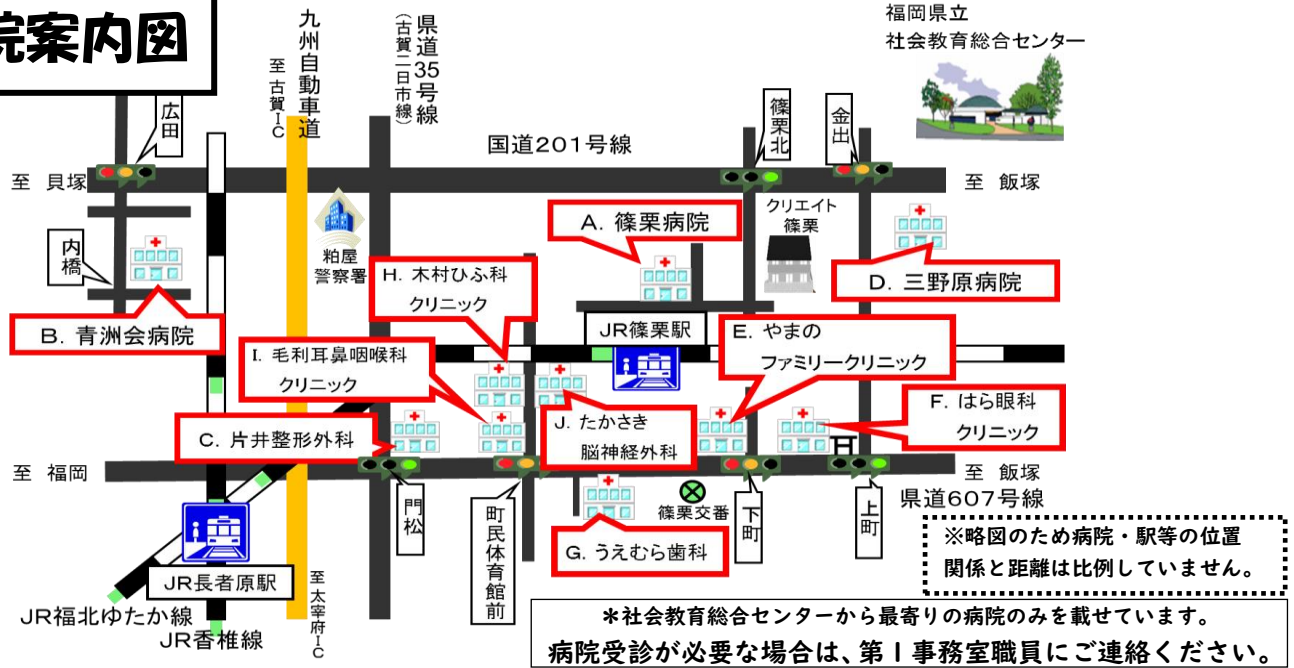 院案内図
九州自動車道
至 古賀IC
県道35号線
(古賀二日市線)
福岡県立
社会教育総合センター
広田
国道201号線
篠栗北
金出
至 貝塚
至 飯塚
内橋
粕屋
警察署
A. 篠栗病院
クリエイト
篠栗
H. 木村ひふ科
クリニック
D. 三野原病院
B. 青洲会病院
JR篠栗駅
E. やまの
ファミリークリニック
I. 毛利耳鼻咽喉科
クリニック
F. はら眼科
クリニック
J. たかさき
脳神経外科
C. 片井整形外科
至 福岡
至 飯塚
県道607号線
門松
町民体育館前
篠栗交番
下町
上町
G. うえむら歯科
JR長者原駅
至 太宰府IC
JR福北ゆたか線
JR香椎線
※略図のため病院・駅等の位置
関係と距離は比例していません。
*社会教育総合センターから最寄りの病院のみを載せています。
病院受診が必要な場合は、第1事務室職員にご連絡ください。